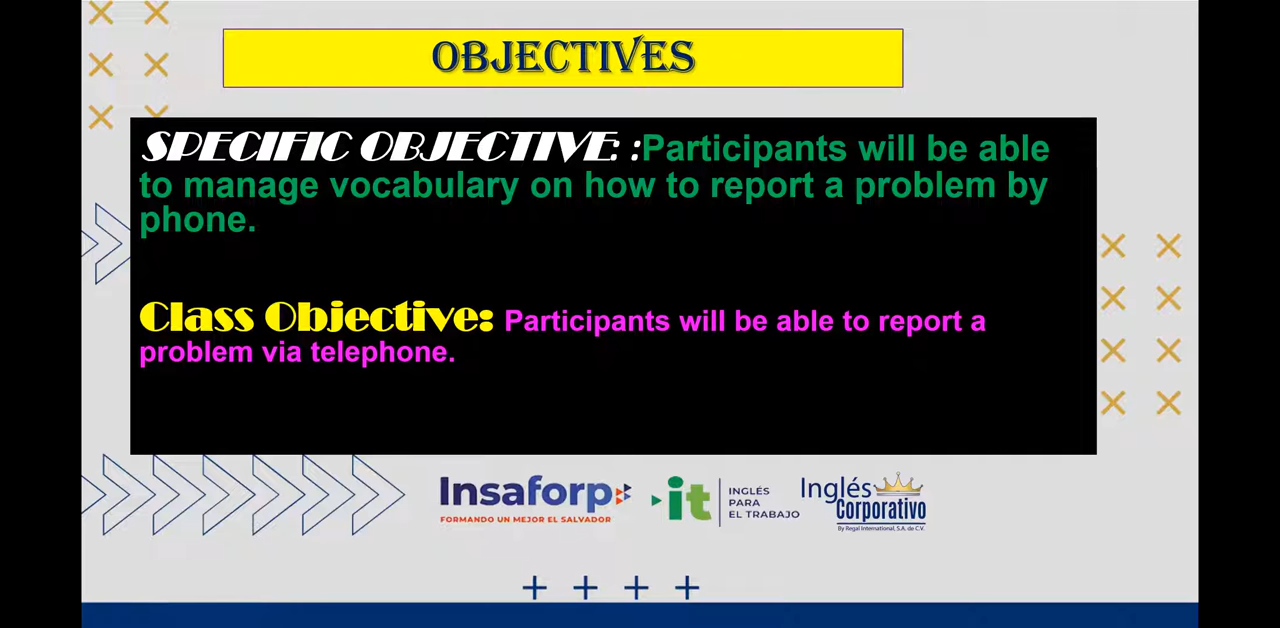 OBJECTIVES
SPECIFIC OBJECTIVE: :Participants will be able
to manage vocabulary on how to report a problem by
phone.
Class Objective: Participants will be able to report a
problem via telephone.
Insaforp
FORMANDO UN MEJOR EL SALVADOR
it
INGLÉS
PARA
EL TRABAJO
Inglés
Corporativo
By Regal International, S.A. de C.V.